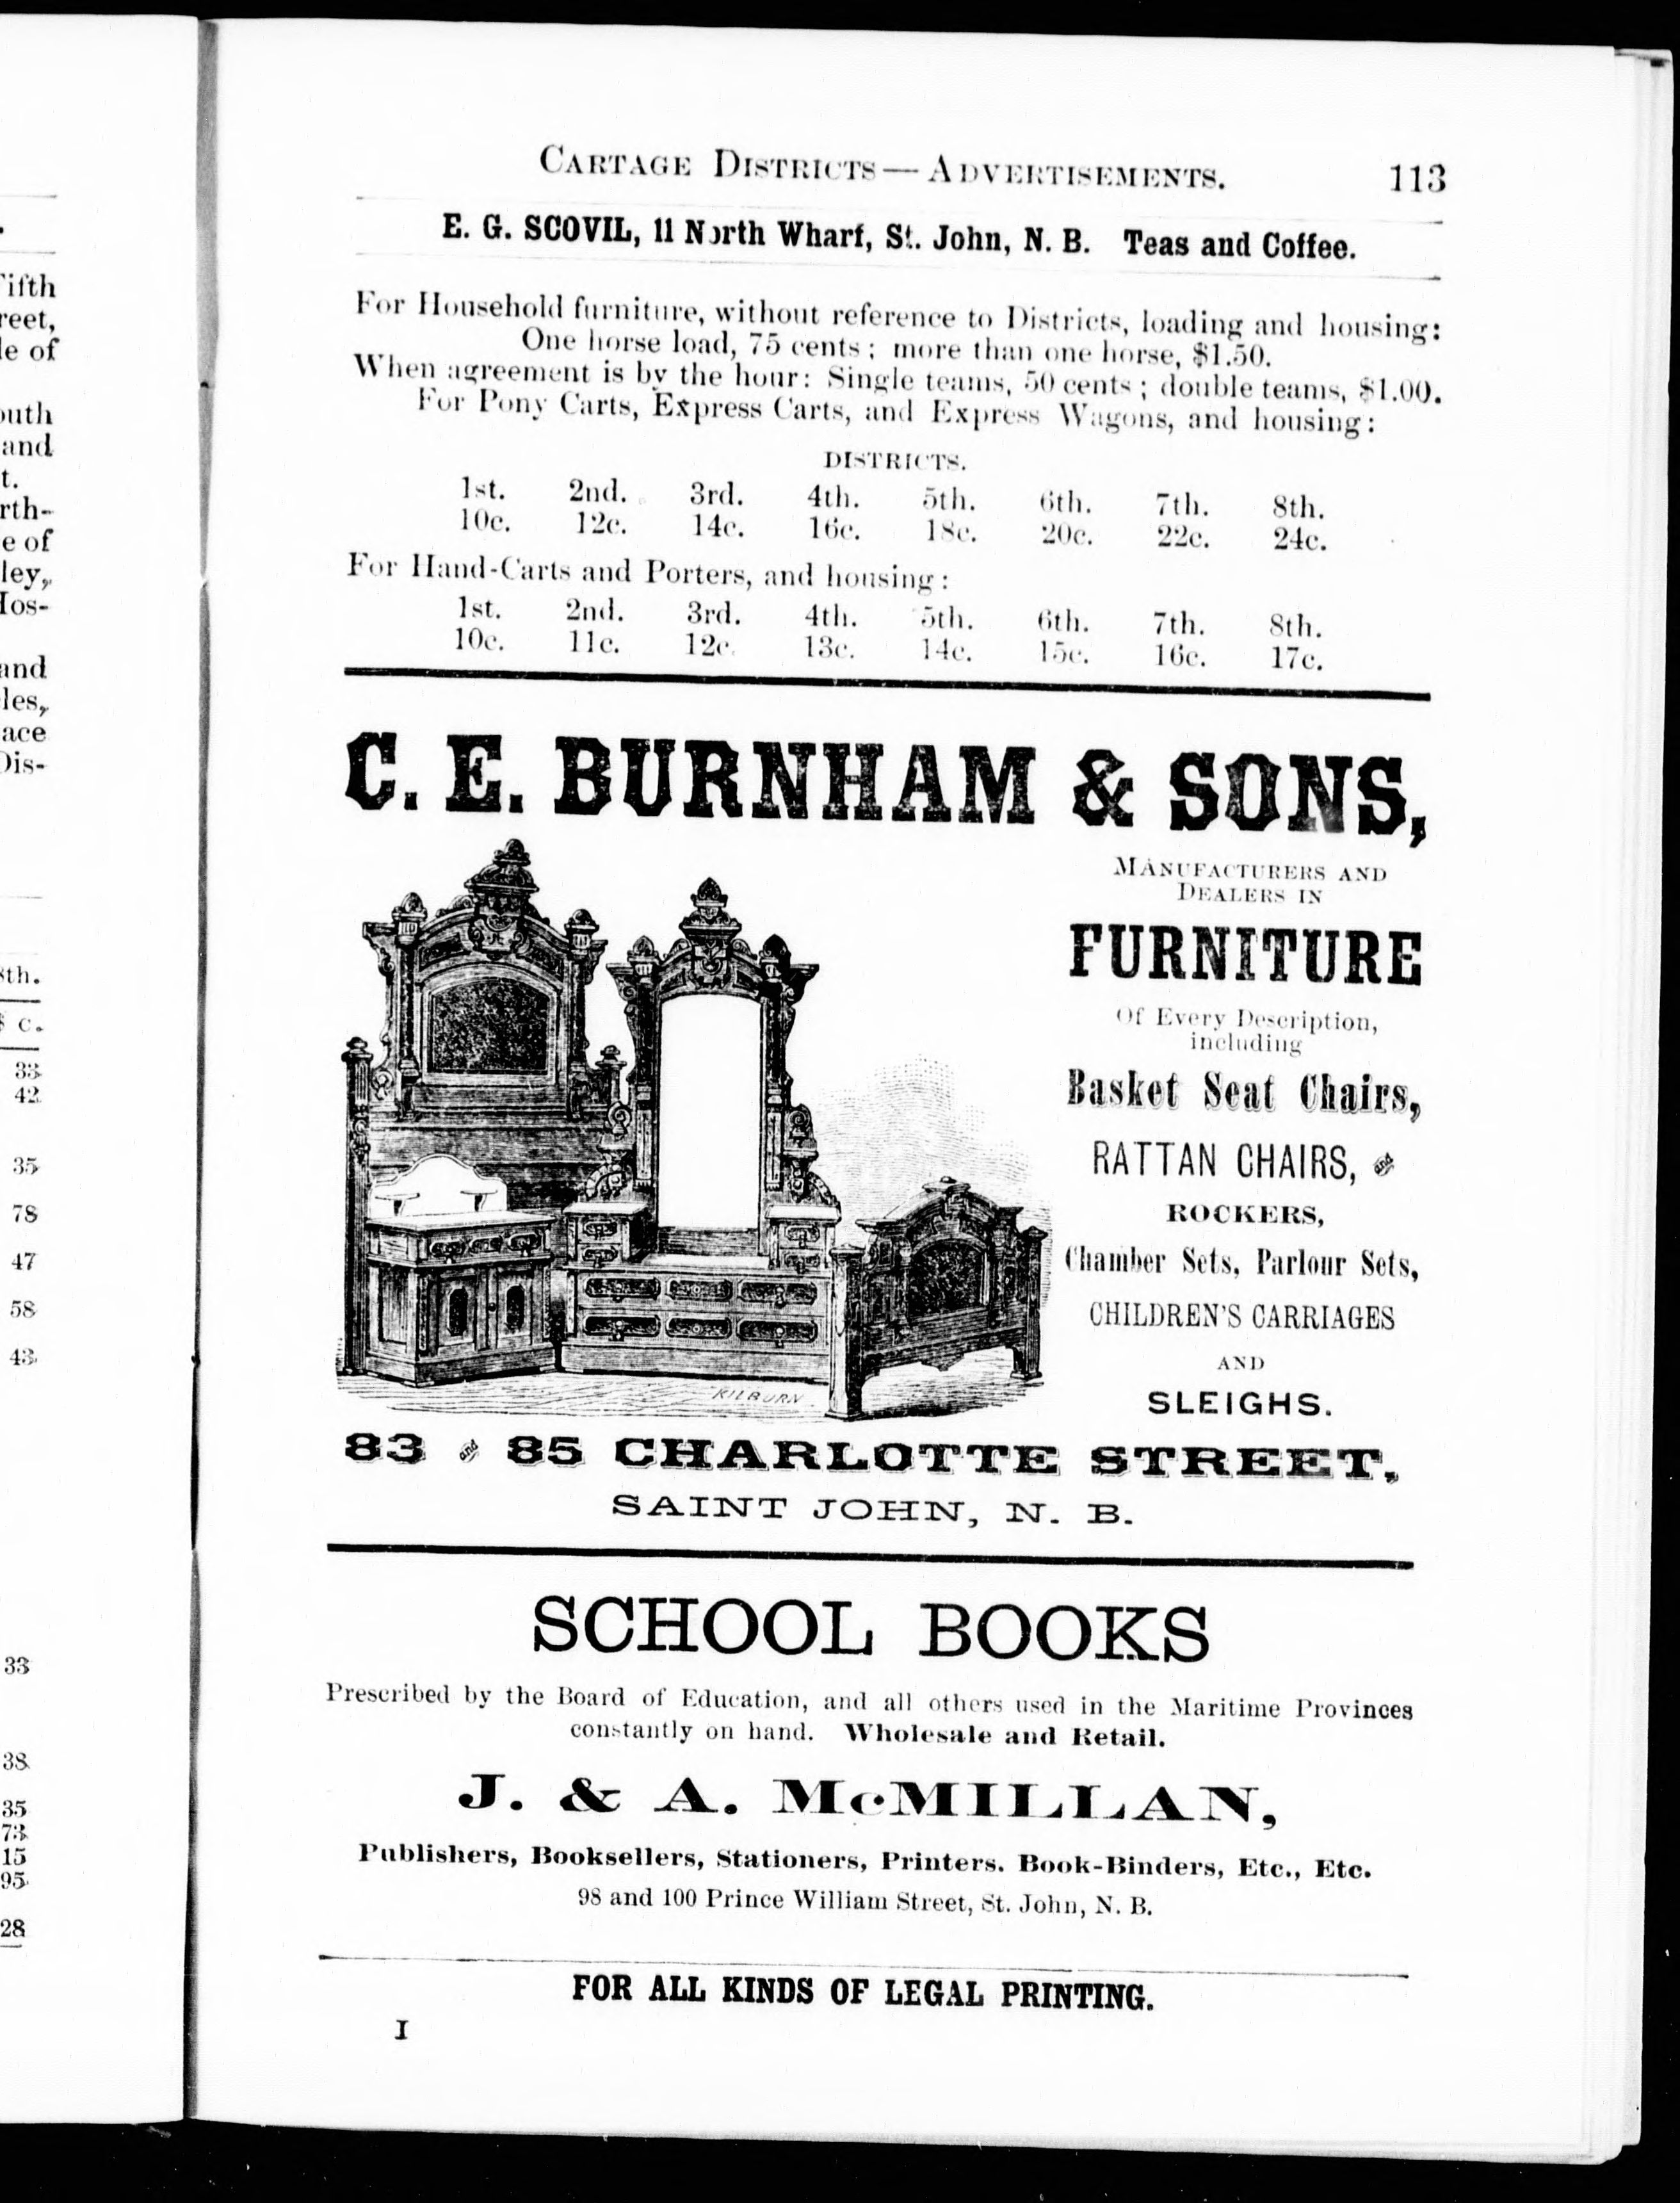 CARTAGE DISTRICTS — ADVERTISEMENTS. 113
E. G. SCOVIL, 11 North Wharf, St. John, N. B. Teas and Coffee.
For Household furniture, without reference to Districts, loading and housing:
One horse load, 75 cents; more than one horse, $1.50.
When agreement is by the hour: Single teams, 50 cents; double teams, $1.00.
For Pony Carts, Express Carts, and Express Wagons, and housing:
DISTRICTS.
1st. 2nd. 3rd. 4th. 5th. 6th. 7th. 8th.
10c. 12c. 14c. 16c. 18c. 20c. 22c. 24c.
For Hand-Carts and Porters, and housing:
1st. 2nd. 3rd. 4th. 5th. 6th. 7th. 8th.
10c. 11c. 12c. 13c. 14c. 15c. 16c. 17c.
C. E. BURNHAM & SONS,
MANUFACTURERS AND
DEALERS IN
FURNITURE
Of Every Description,
including
Basket Seat Chairs,
RATTAN CHAIRS, and
ROCKERS,
Chamber Sets, Parlour Sets,
CHILDREN'S CARRIAGES
AND
SLEIGHS.
KILBURN
83 and 85 CHARLOTTE STREET,
SAINT JOHN, N. B.
SCHOOL BOOKS
Prescribed by the Board of Education, and all others used in the Maritime Provinces
constantly on hand. Wholesale and Retail.
J. & A. McMILLAN,
Publishers, Booksellers, Stationers, Printers. Book-Binders, Etc., Etc.
98 and 100 Prince William Street, St. John, N. B.
FOR ALL KINDS OF LEGAL PRINTING.
I